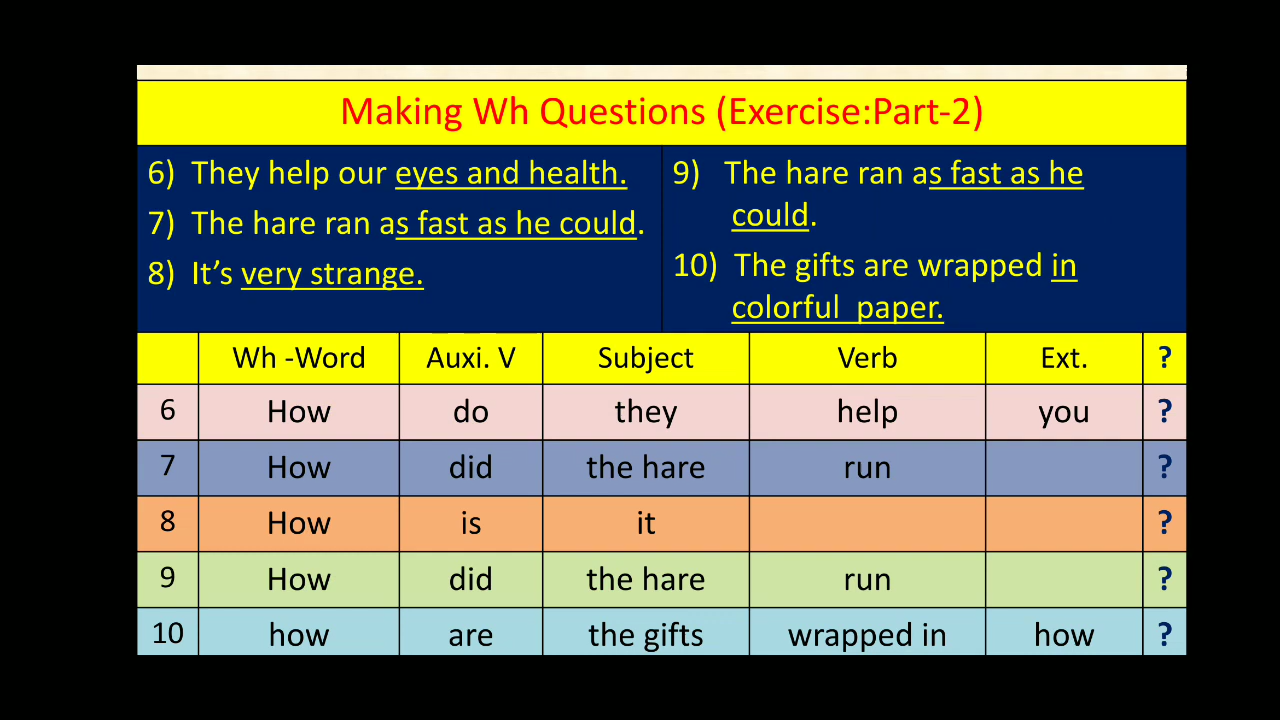 Making Wh Questions (Exercise:Part-2)
6) They help our eyes and health.
7) The hare ran as fast as he could.
8) It’s very strange.
9) The hare ran as fast as he
could.
10) The gifts are wrapped in
colorful paper.
Wh -Word Auxi. V Subject Verb Ext. ?
6 How do they help you ?
7 How did the hare run ?
8 How is it ?
9 How did the hare run ?
10 how are the gifts wrapped in how ?